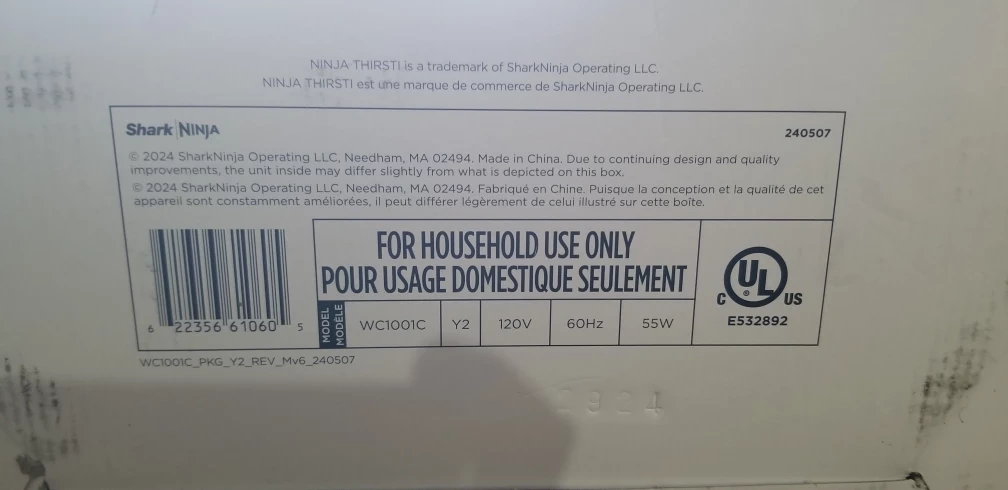 NINJA THIRSTI is a trademark of SharkNinja Operating LLC.
NINJA THIRSTI est une marque de commerce de SharkNinja Operating LLC.
Shark NINJA
240507
© 2024 SharkNinja Operating LLC, Needham, MA 02494. Made in China. Due to continuing design and quality
improvements, the unit inside may differ slightly from what is depicted on this box.
© 2024 SharkNinja Operating LLC, Needham, MA 02494. Fabriqué en Chine. Puisque la conception et la qualité de cet
appareil sont constamment améliorées, il peut différer légèrement de celui illustré sur cette boîte.
FOR HOUSEHOLD USE ONLY
POUR USAGE DOMESTIQUE SEULEMENT
MODEL
MODÈLE
WC1001C
Y2
120V
60Hz
55W
C UL ® US
E532892
6 22356 61060 5
WC1001C_PKG_Y2_REV_Mv6_240507